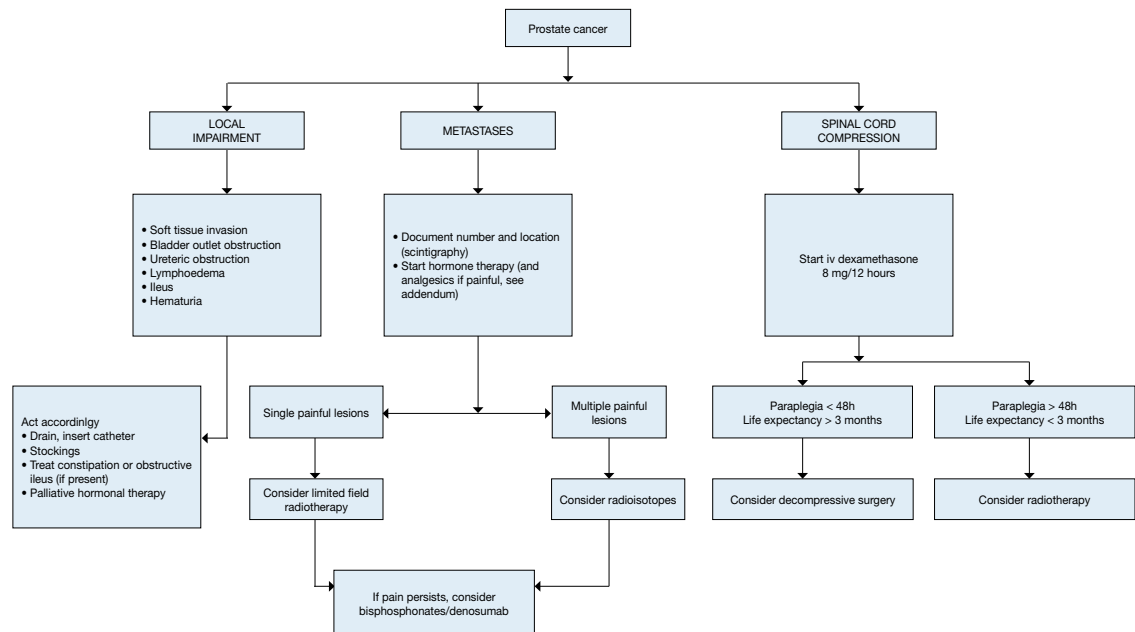 Prostate cancer
LOCAL
IMPAIRMENT
METASTASES
SPINAL CORD
COMPRESSION
• Soft tissue invasion
• Bladder outlet obstruction
• Ureteric obstruction
• Lymphoedema
• Ileus
• Hematuria
• Document number and location
(scintigraphy)
• Start hormone therapy (and
analgesics if painful, see
addendum)
Start iv dexamethasone
8 mg/12 hours
Act accordinlgy
• Drain, insert catheter
• Stockings
• Treat constipation or obstructive
ileus (if present)
• Palliative hormonal therapy
Single painful lesions
Multiple painful
lesions
Paraplegia < 48h
Life expectancy > 3 months
Paraplegia > 48h
Life expectancy < 3 months
Consider limited field
radiotherapy
Consider radioisotopes
Consider decompressive surgery
Consider radiotherapy
If pain persists, consider
bisphosphonates/denosumab